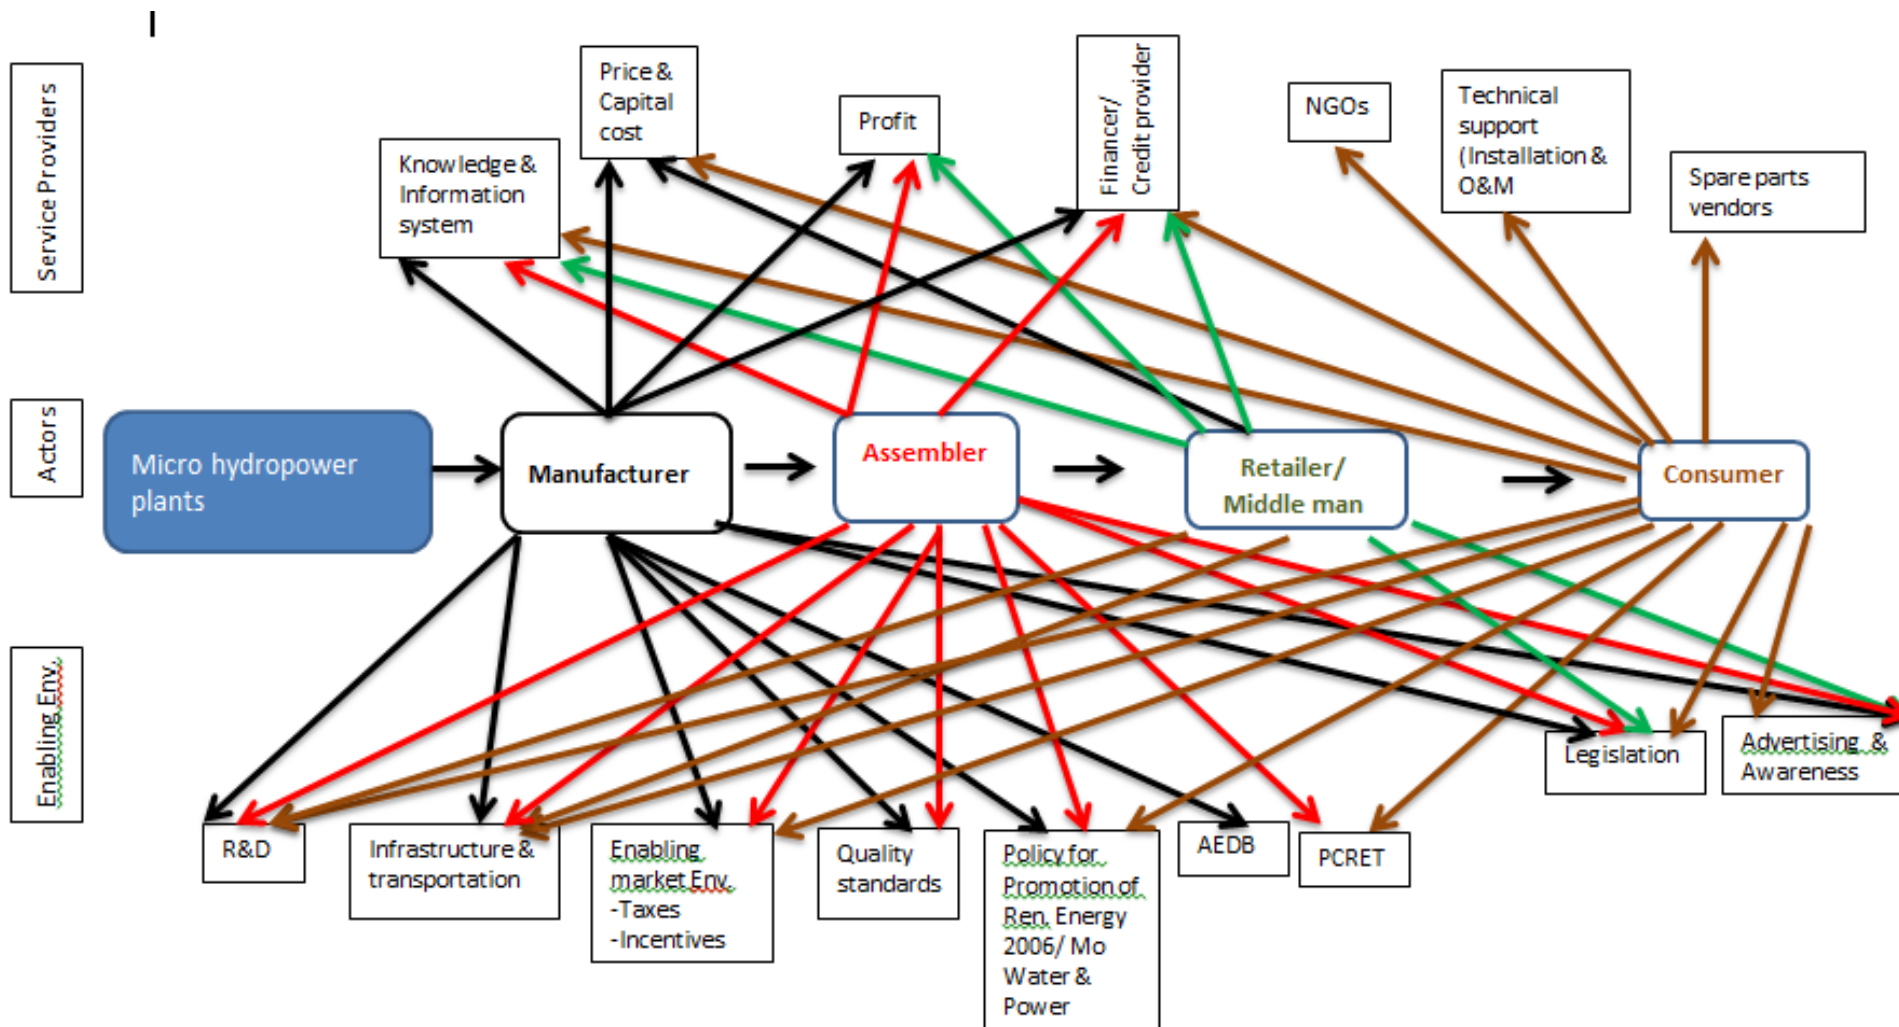 Service Providers
Knowledge &
Information
system
Price &
Capital
cost
Profit
Financer/
Credit provider
NGOs
Technical
support
(Installation &
O&M
Spare parts
vendors
Actors
Micro hydropower
plants
Manufacturer
Assembler
Retailer/
Middle man
Consumer
Enabling Env.
R&D
Infrastructure &
transportation
Enabling
market Env.
-Taxes
-Incentives
Quality
standards
Policy for
Promotion of
Ren. Energy
2006/ Mo
Water &
Power
AEDB
PCRET
Legislation
Advertising &
Awareness